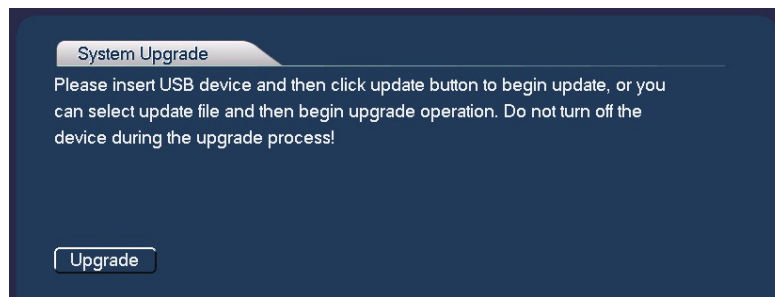 System Upgrade
Please insert USB device and then click update button to begin update, or you
can select update file and then begin upgrade operation. Do not turn off the
device during the upgrade process!
Upgrade